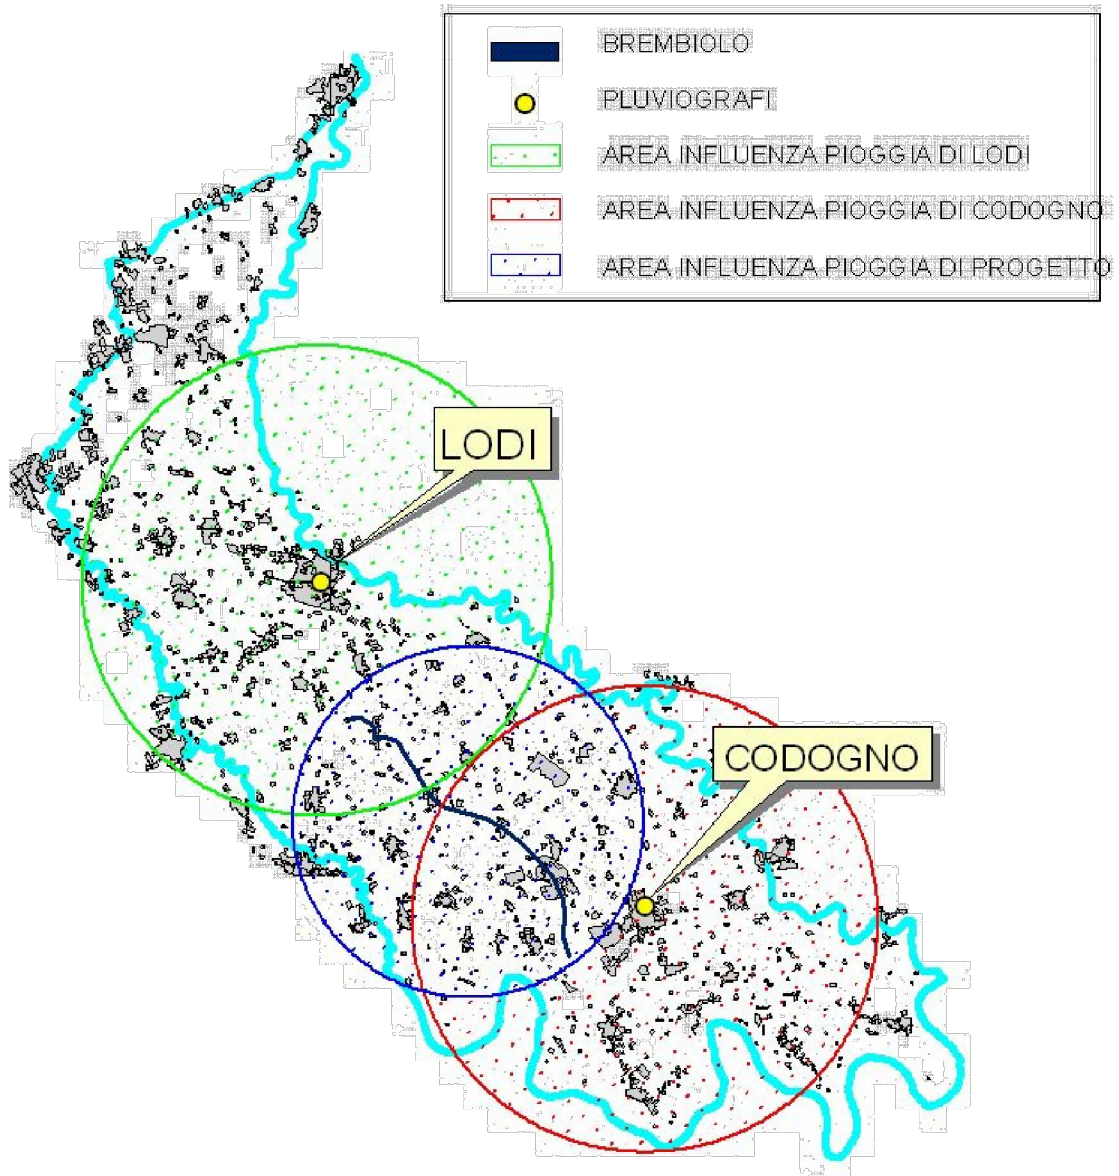 BREMBIOLO
PLUVIOGRAFI
AREA INFLUENZA PIOGGIA DI LODI
AREA INFLUENZA PIOGGIA DI CODOGNO
AREA INFLUENZA PIOGGIA DI PROGETTO
LODI
CODOGNO